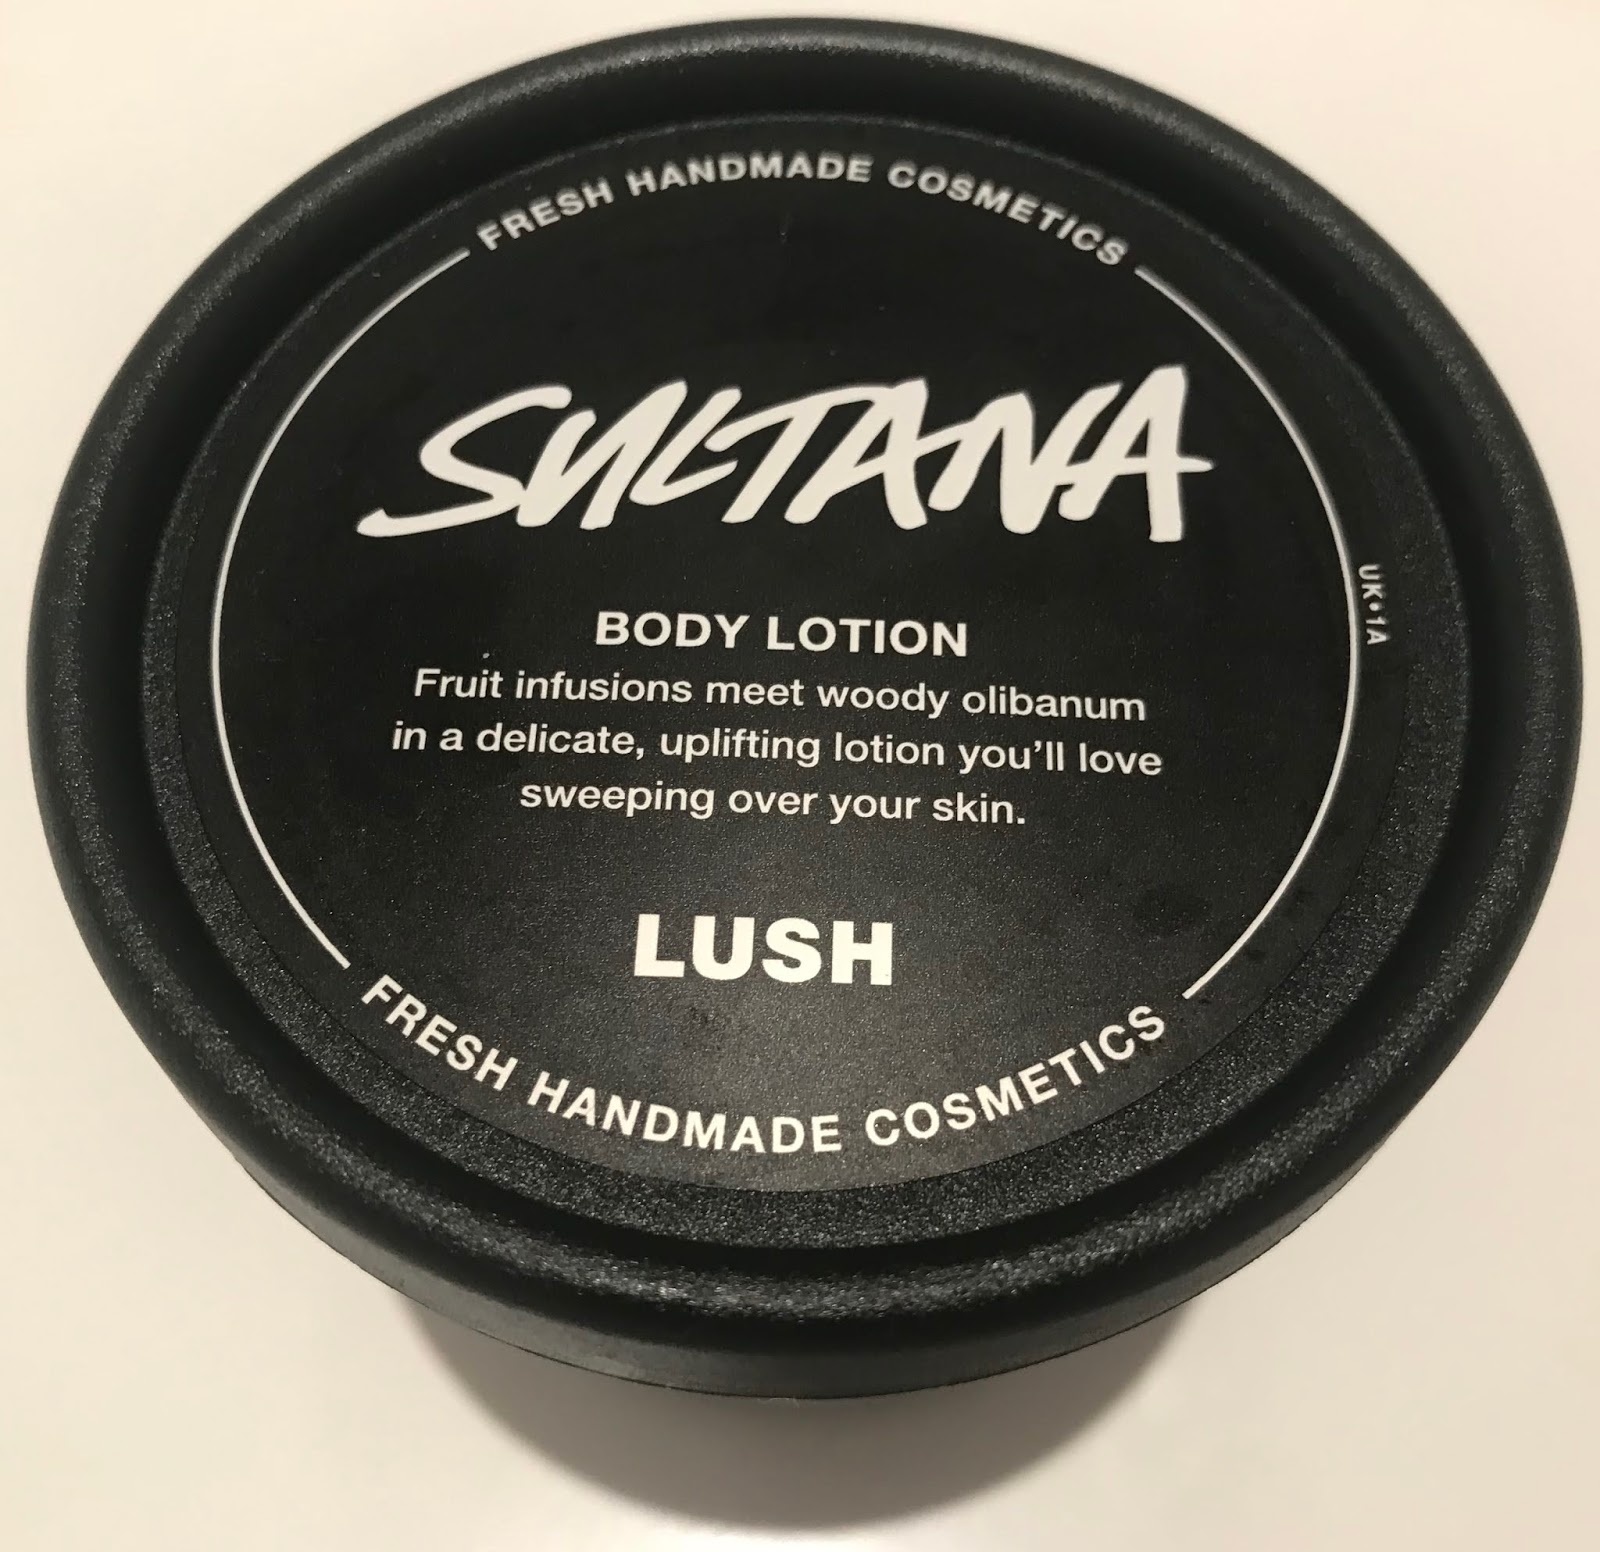 FRESH HANDMADE COSMETICS
SULTANA
UK•1A
BODY LOTION
Fruit infusions meet woody olibanum
in a delicate, uplifting lotion you'll love
sweeping over your skin.
LUSH
FRESH HANDMADE COSMETICS